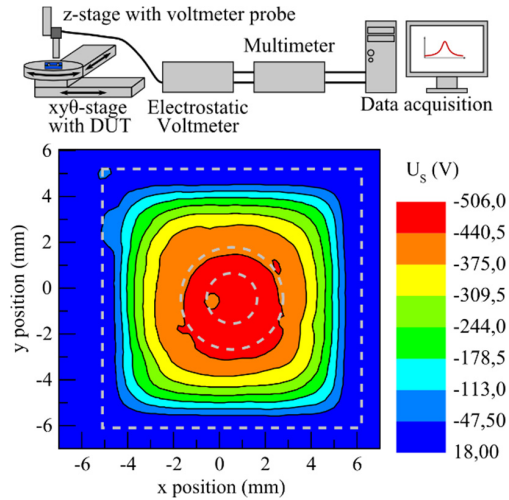 z-stage with voltmeter probe
Multimeter
xyθ-stage
with DUT
Electrostatic
Voltmeter
Data acquisition
U_S (V)
6
4
2
0
-2
-4
-6
y position (mm)
-6 -4 -2 0 2 4 6
x position (mm)
-506,0
-440,5
-375,0
-309,5
-244,0
-178,5
-113,0
-47,50
18,00